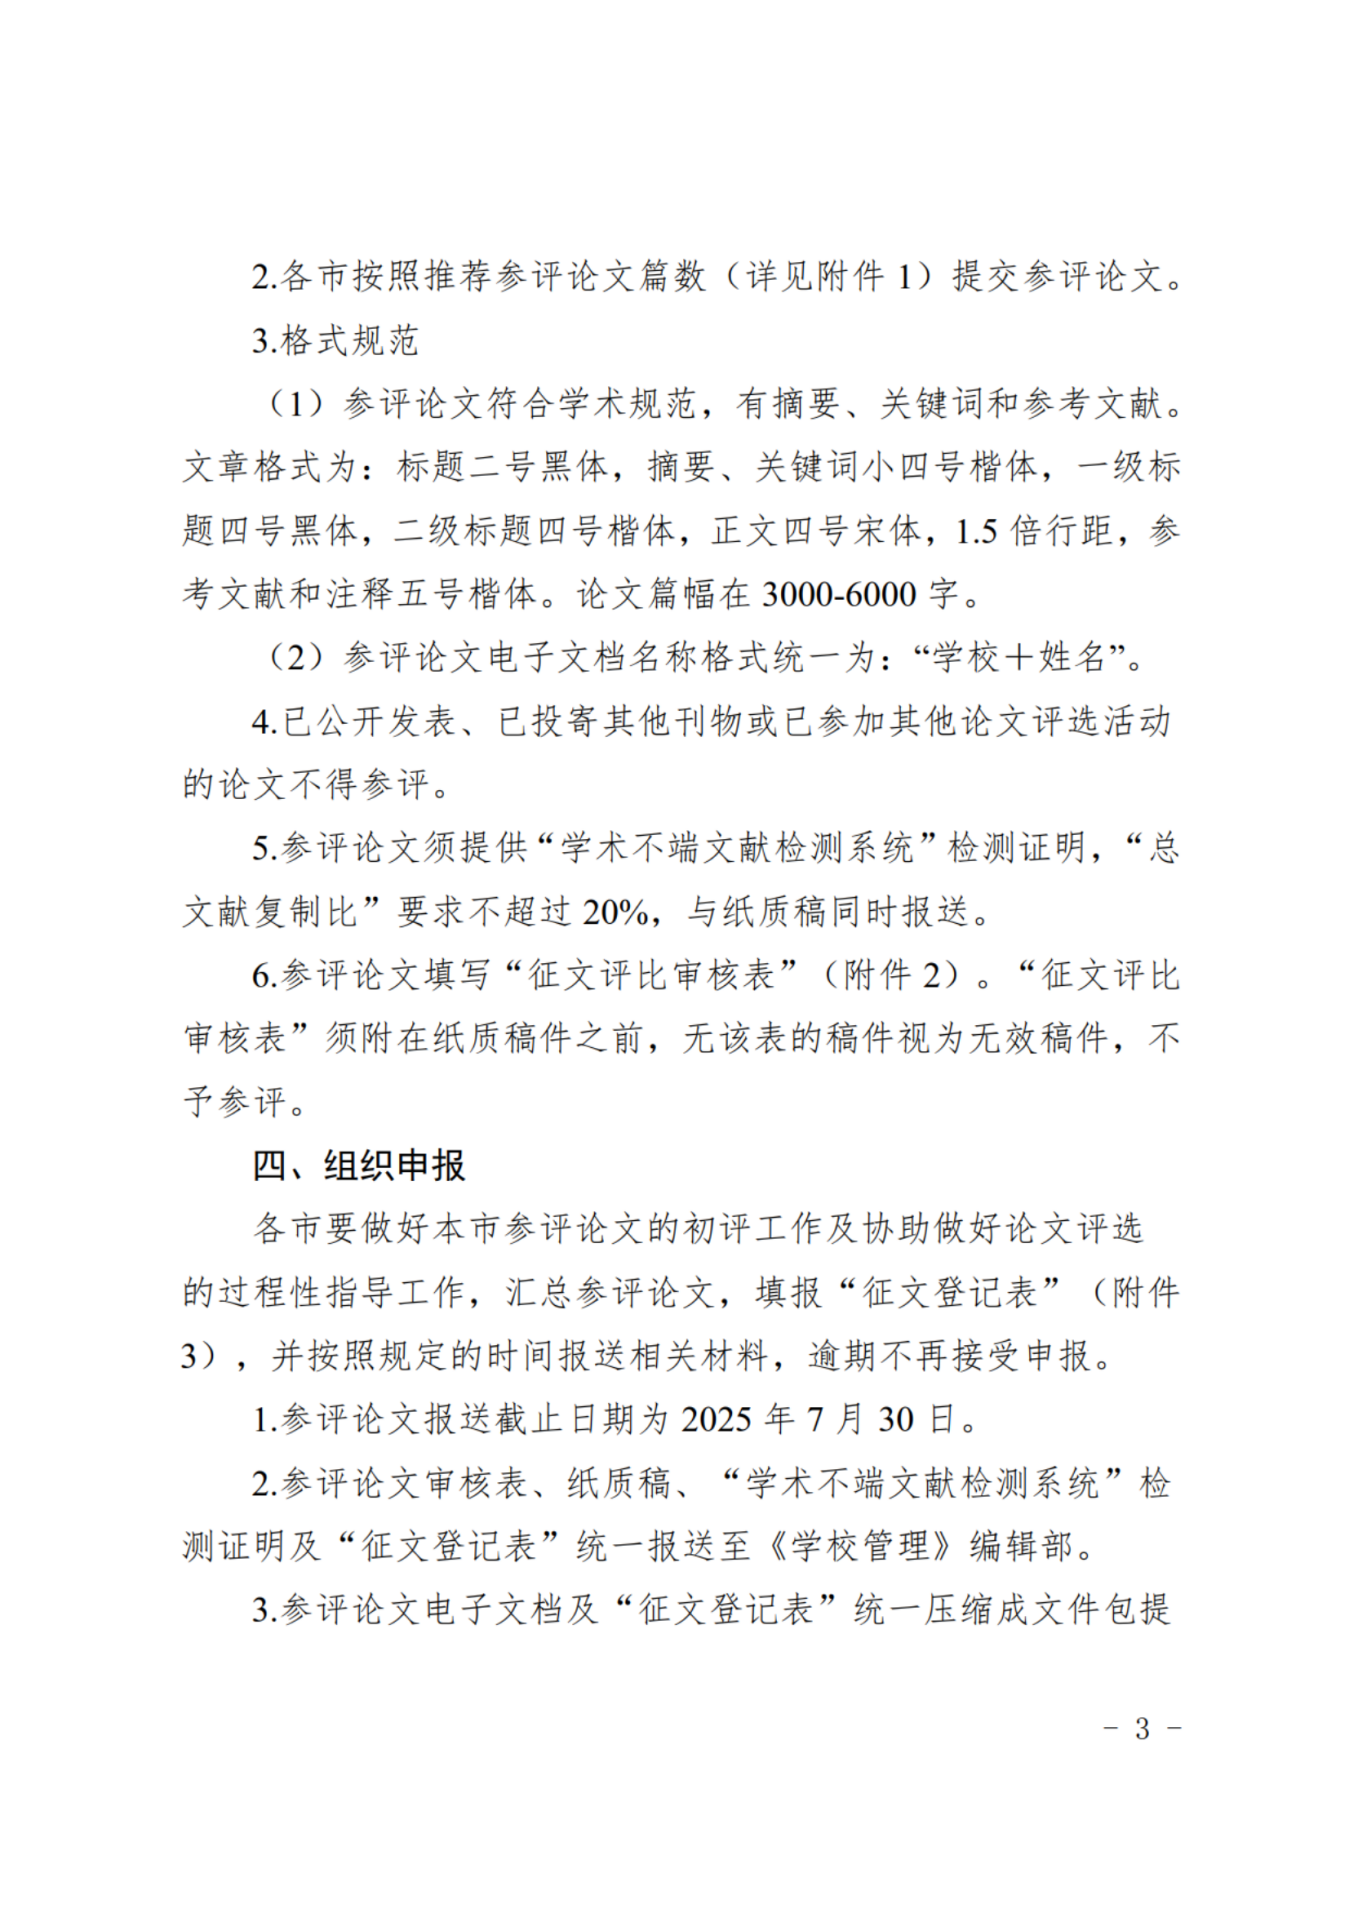 2.各市按照推荐参评论文篇数（详见附件 1）提交参评论文。
3.格式规范
（1）参评论文符合学术规范，有摘要、关键词和参考文献。
文章格式为：标题二号黑体，摘要、关键词小四号楷体，一级标
题四号黑体，二级标题四号楷体，正文四号宋体，1.5 倍行距，参
考文献和注释五号楷体。论文篇幅在 3000-6000 字。
（2）参评论文电子文档名称格式统一为：“学校＋姓名”。
4.已公开发表、已投寄其他刊物或已参加其他论文评选活动
的论文不得参评。
5.参评论文须提供“学术不端文献检测系统”检测证明，“总
文献复制比”要求不超过 20%，与纸质稿同时报送。
6.参评论文填写“征文评比审核表”（附件 2）。“征文评比
审核表”须附在纸质稿件之前，无该表的稿件视为无效稿件，不
予参评。
四、组织申报
各市要做好本市参评论文的初评工作及协助做好论文评选
的过程性指导工作，汇总参评论文，填报“征文登记表”（附件
3），并按照规定的时间报送相关材料，逾期不再接受申报。
1.参评论文报送截止日期为 2025 年 7 月 30 日。
2.参评论文审核表、纸质稿、“学术不端文献检测系统”检
测证明及“征文登记表”统一报送至《学校管理》编辑部。
3.参评论文电子文档及“征文登记表”统一压缩成文件包提
- 3 -